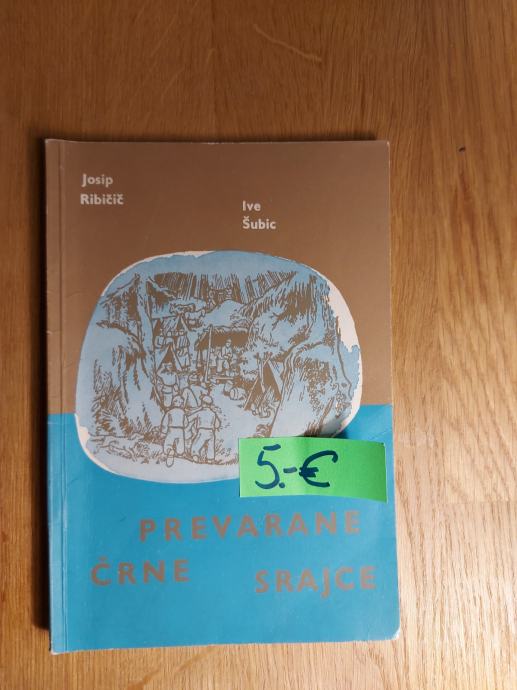 Josip
Ribičič
Ive
Šubic
5.-€
PREVARANE
ČRNE SRAJCE